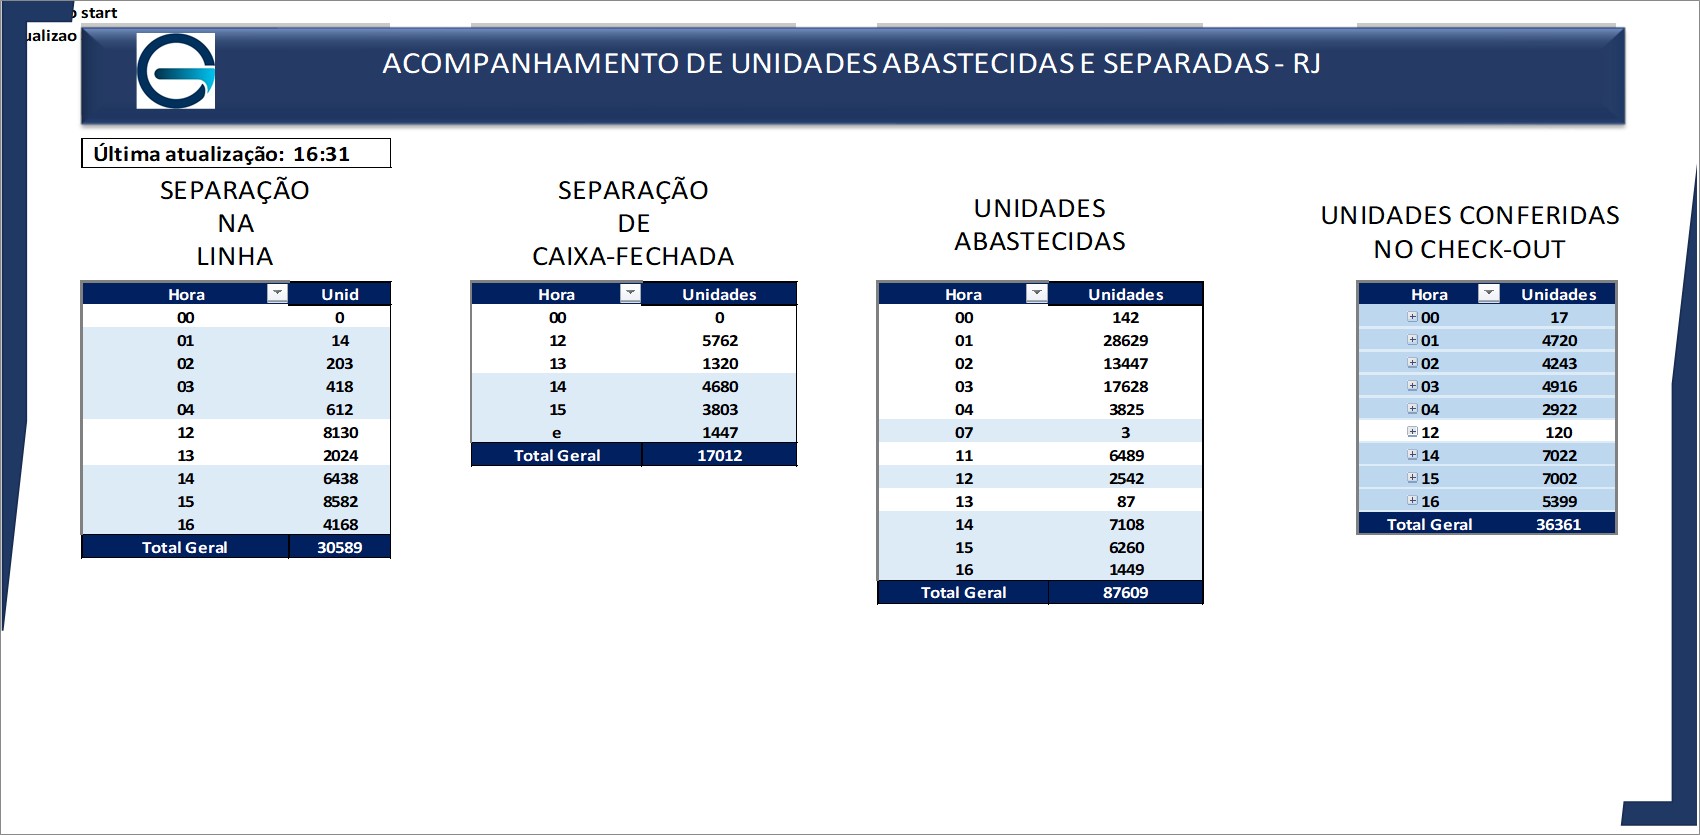 start
ualizao
ACOMPANHAMENTO DE UNIDADES ABASTECIDAS E SEPARADAS - RJ
Última atualização: 16:31
SEPARAÇÃO
NA
LINHA
Hora Unid
00 0
01 14
02 203
03 418
04 612
12 8130
13 2024
14 6438
15 8582
16 4168
Total Geral 30589
SEPARAÇÃO
DE
CAIXA-FECHADA
Hora Unidades
00 0
12 5762
13 1320
14 4680
15 3803
e 1447
Total Geral 17012
UNIDADES
ABASTECIDAS
Hora Unidades
00 142
01 28629
02 13447
03 17628
04 3825
07 3
11 6489
12 2542
13 87
14 7108
15 6260
16 1449
Total Geral 87609
UNIDADES CONFERIDAS
NO CHECK-OUT
Hora Unidades
00 17
01 4720
02 4243
03 4916
04 2922
12 120
14 7022
15 7002
16 5399
Total Geral 36361